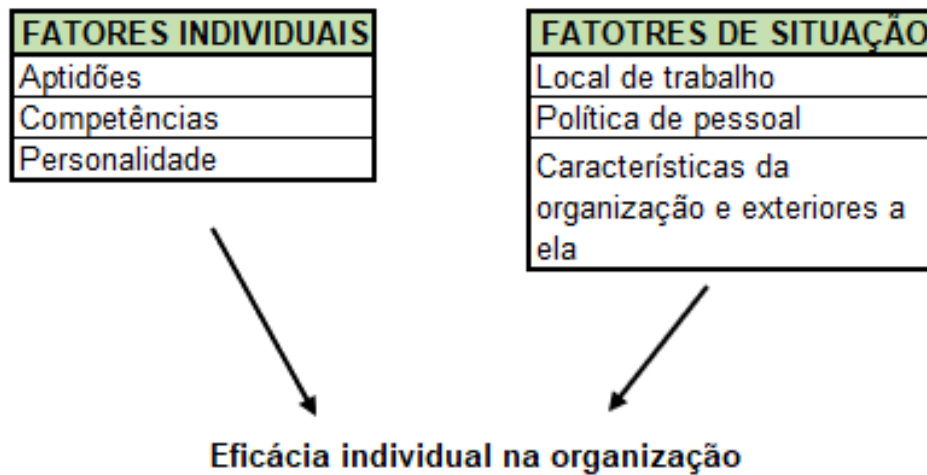 FATORES INDIVIDUAIS
Aptidões
Competências
Personalidade
FATOTRES DE SITUAÇÃO
Local de trabalho
Política de pessoal
Características da
organização e exteriores a
ela
Eficácia individual na organização